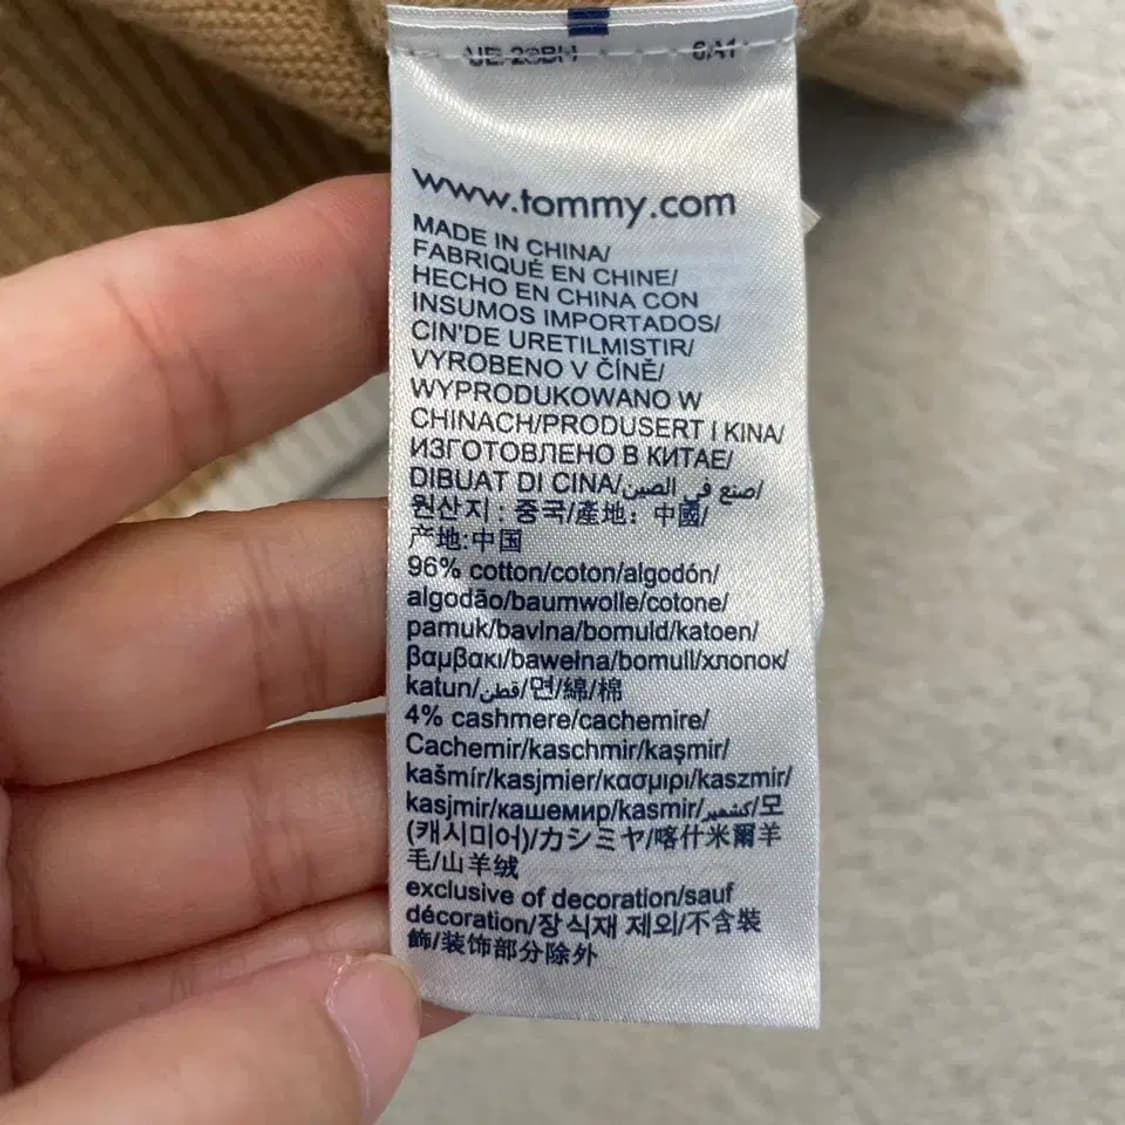 www.tommy.com
MADE IN CHINA/
FABRIQUÉ EN CHINE/
HECHO EN CHINA CON
INSUMOS IMPORTADOS/
CIN'DE URETILMISTIR/
VYROBENO V ČÍNĚ/
WYPRODUKOWANO W
CHINACH/PRODUSERT I KINA/
ИЗГОТОВЛЕНО В КИТАЕ/
DIBUAT DI CINA/صنع في الصين/
원산지 : 중국/產地：中國/
产地:中国
96% cotton/coton/algodón/
algodão/baumwolle/cotone/
pamuk/bavlna/bomuld/katoen/
βαμβακι/bawełna/bomull/хлопок/
katun/قطن/면/綿/棉
4% cashmere/cachemire/
Cachemir/kaschmir/kaşmir/
kašmír/kasjmier/κασμιρι/kaszmir/
kasjmir/кашемир/kasmir/كشمير/모
(캐시미어)/カシミヤ/喀什米爾羊
毛/山羊绒
exclusive of decoration/sauf
décoration/장식재 제외/不含裝
飾/装饰部分除外